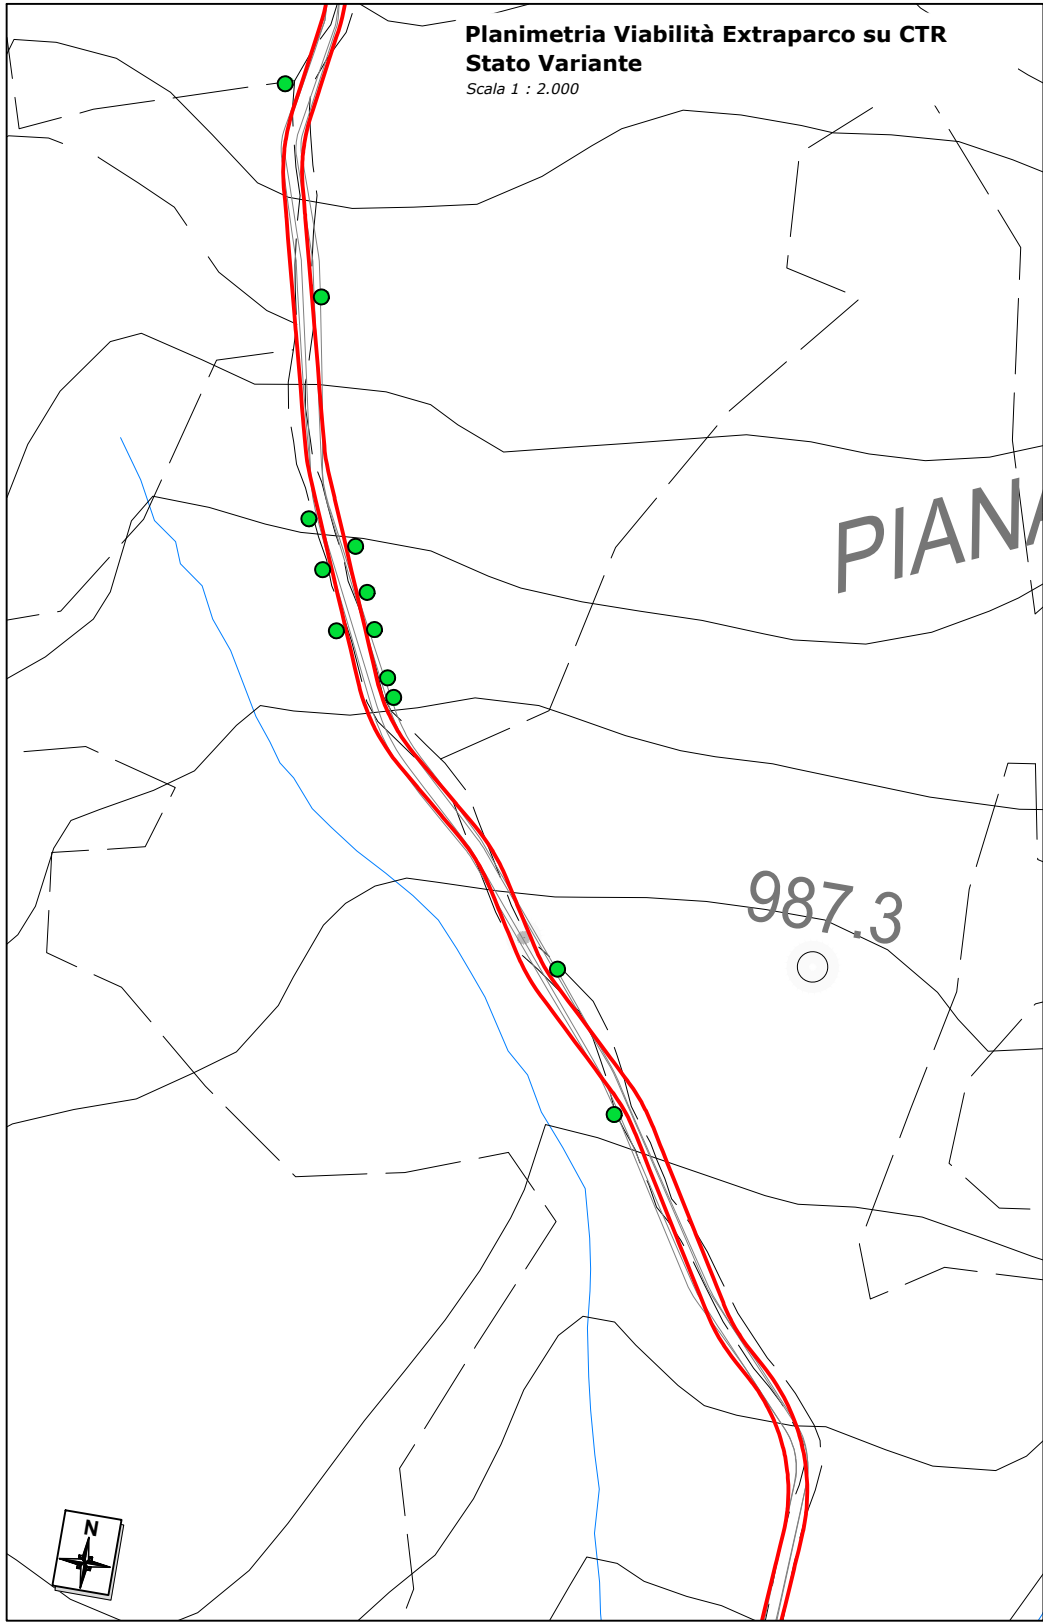 Planimetria Viabilità Extraparco su CTR
Stato Variante
Scala 1 : 2.000
PIANA
987.3
N